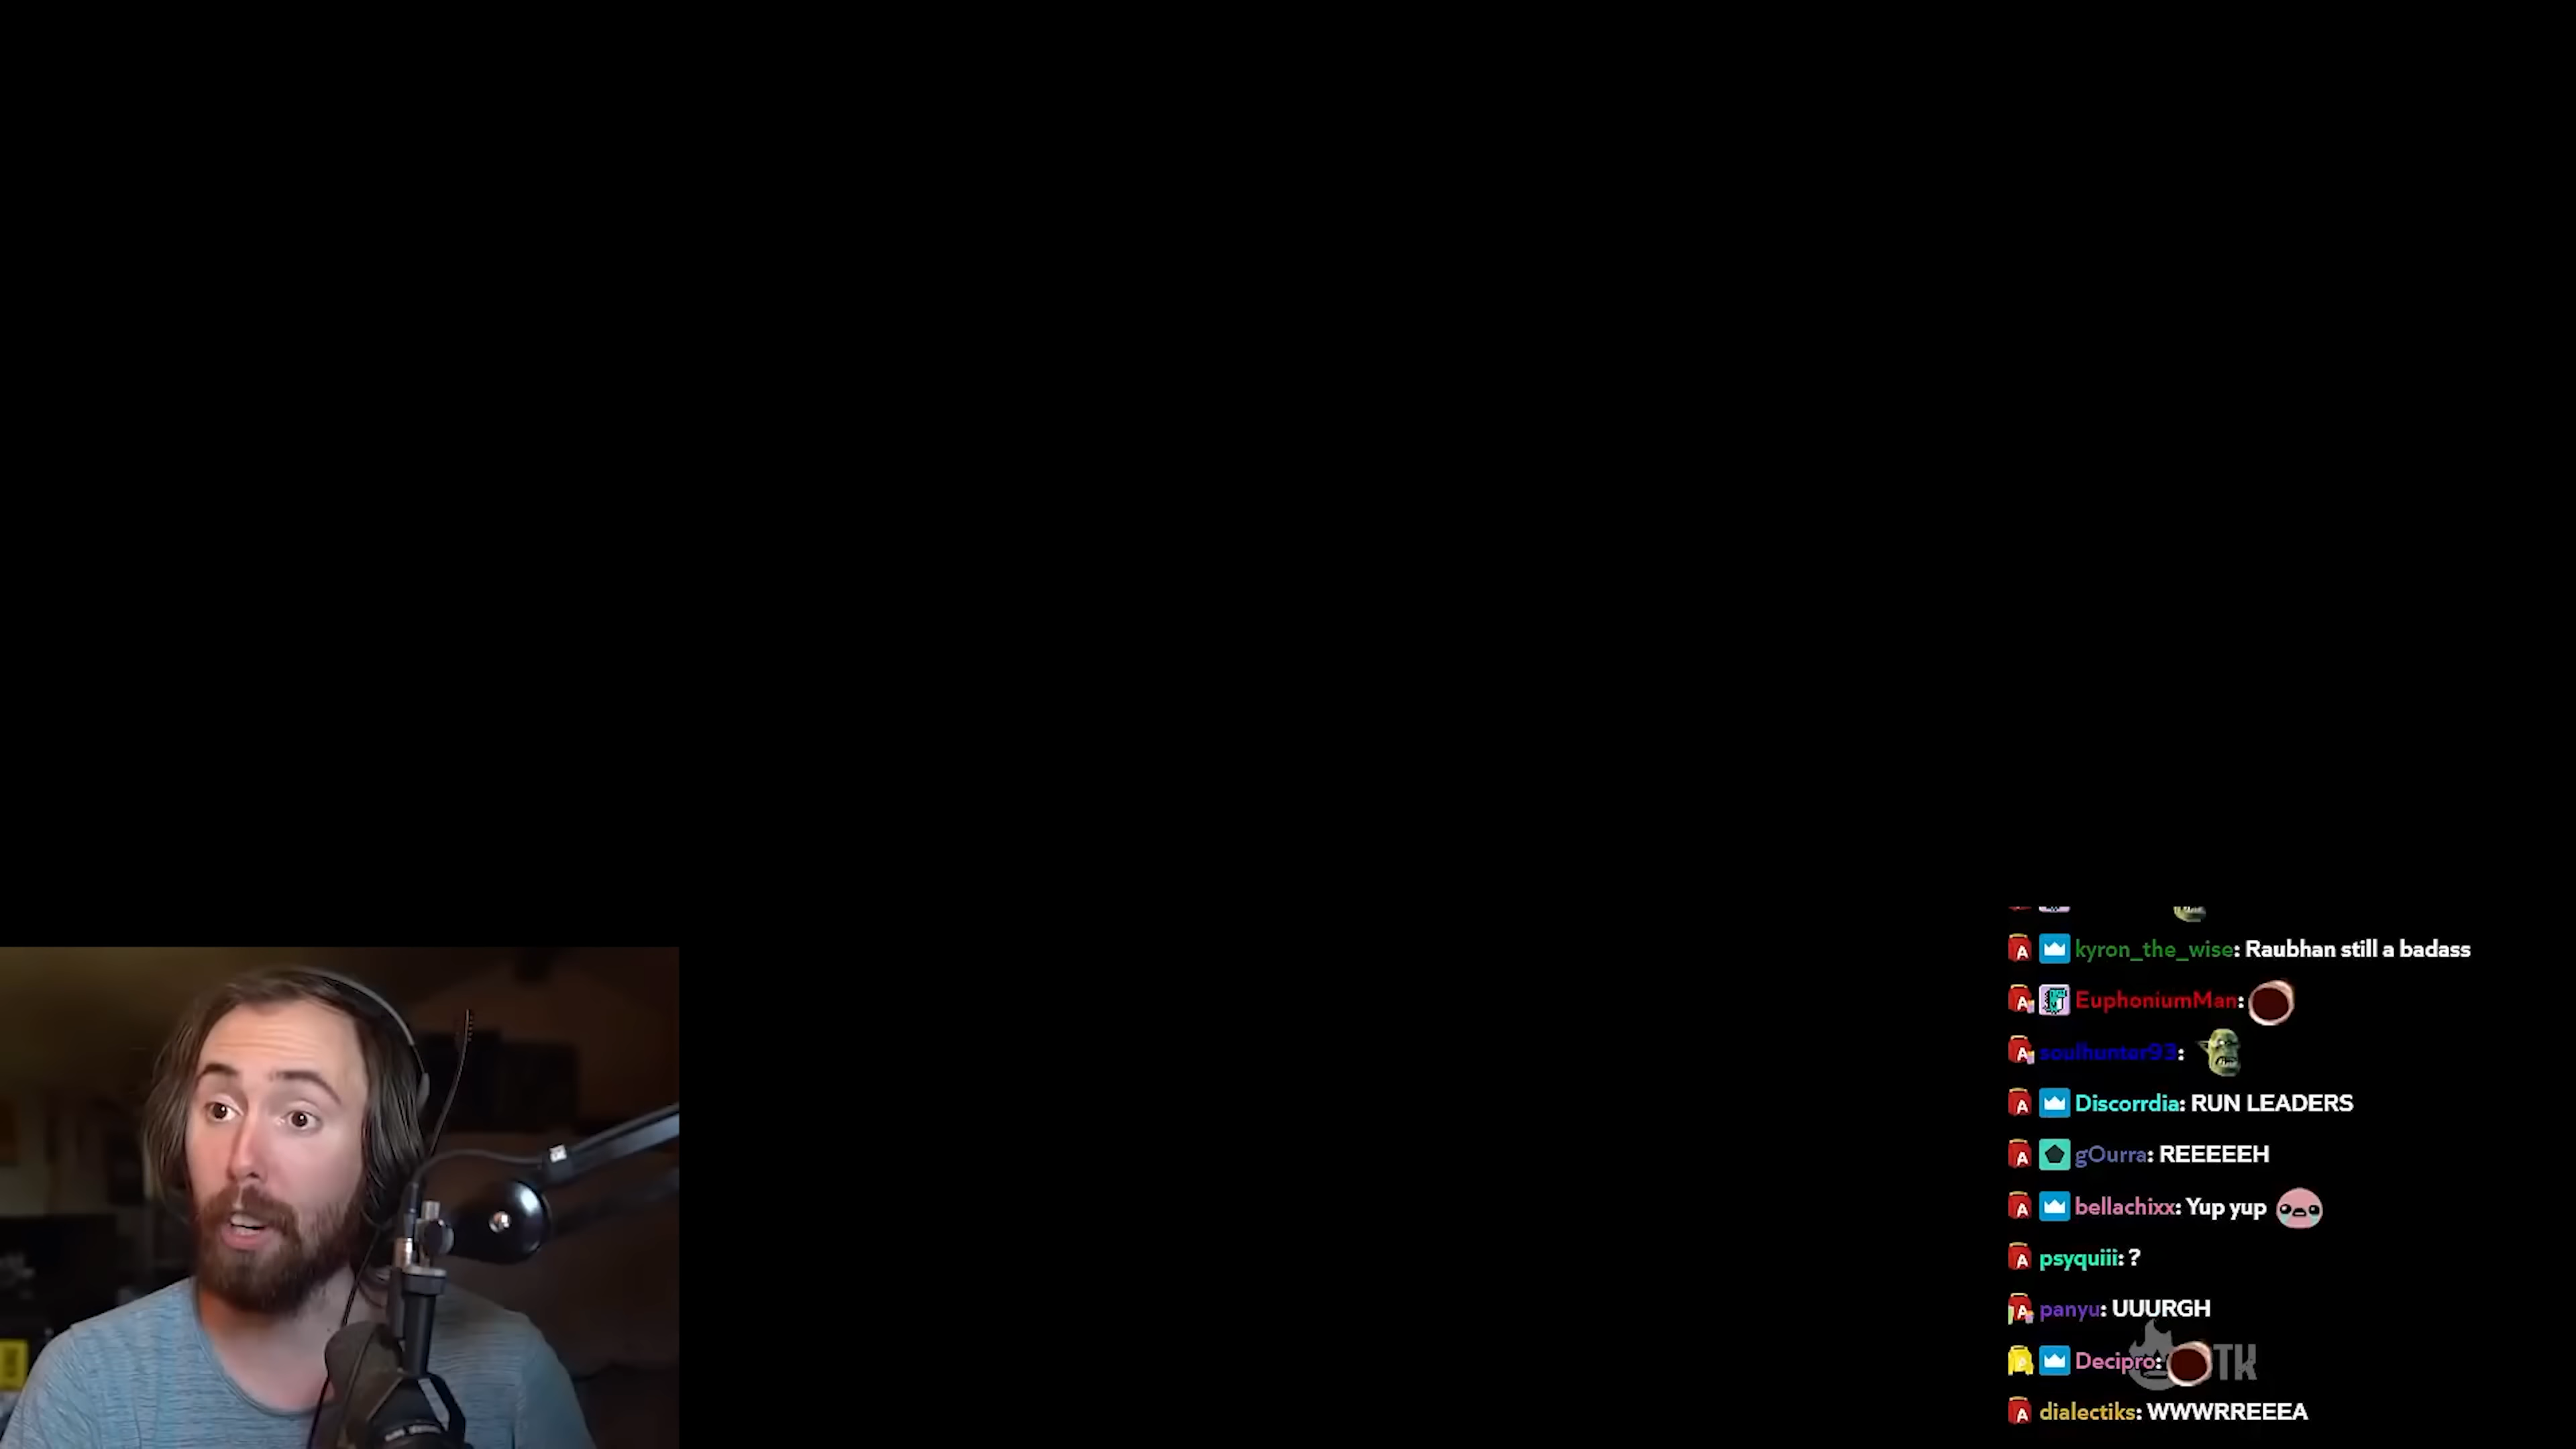 kyron_the_wise: Raubhan still a badass
EuphoniumMan:
soulhunter93:
Discorrdia: RUN LEADERS
gOurra: REEEEEH
bellachixx: Yup yup
psyquiii: ?
panyu: UUURGH
Decipro:
TK
dialectiks: WWWRREEEA